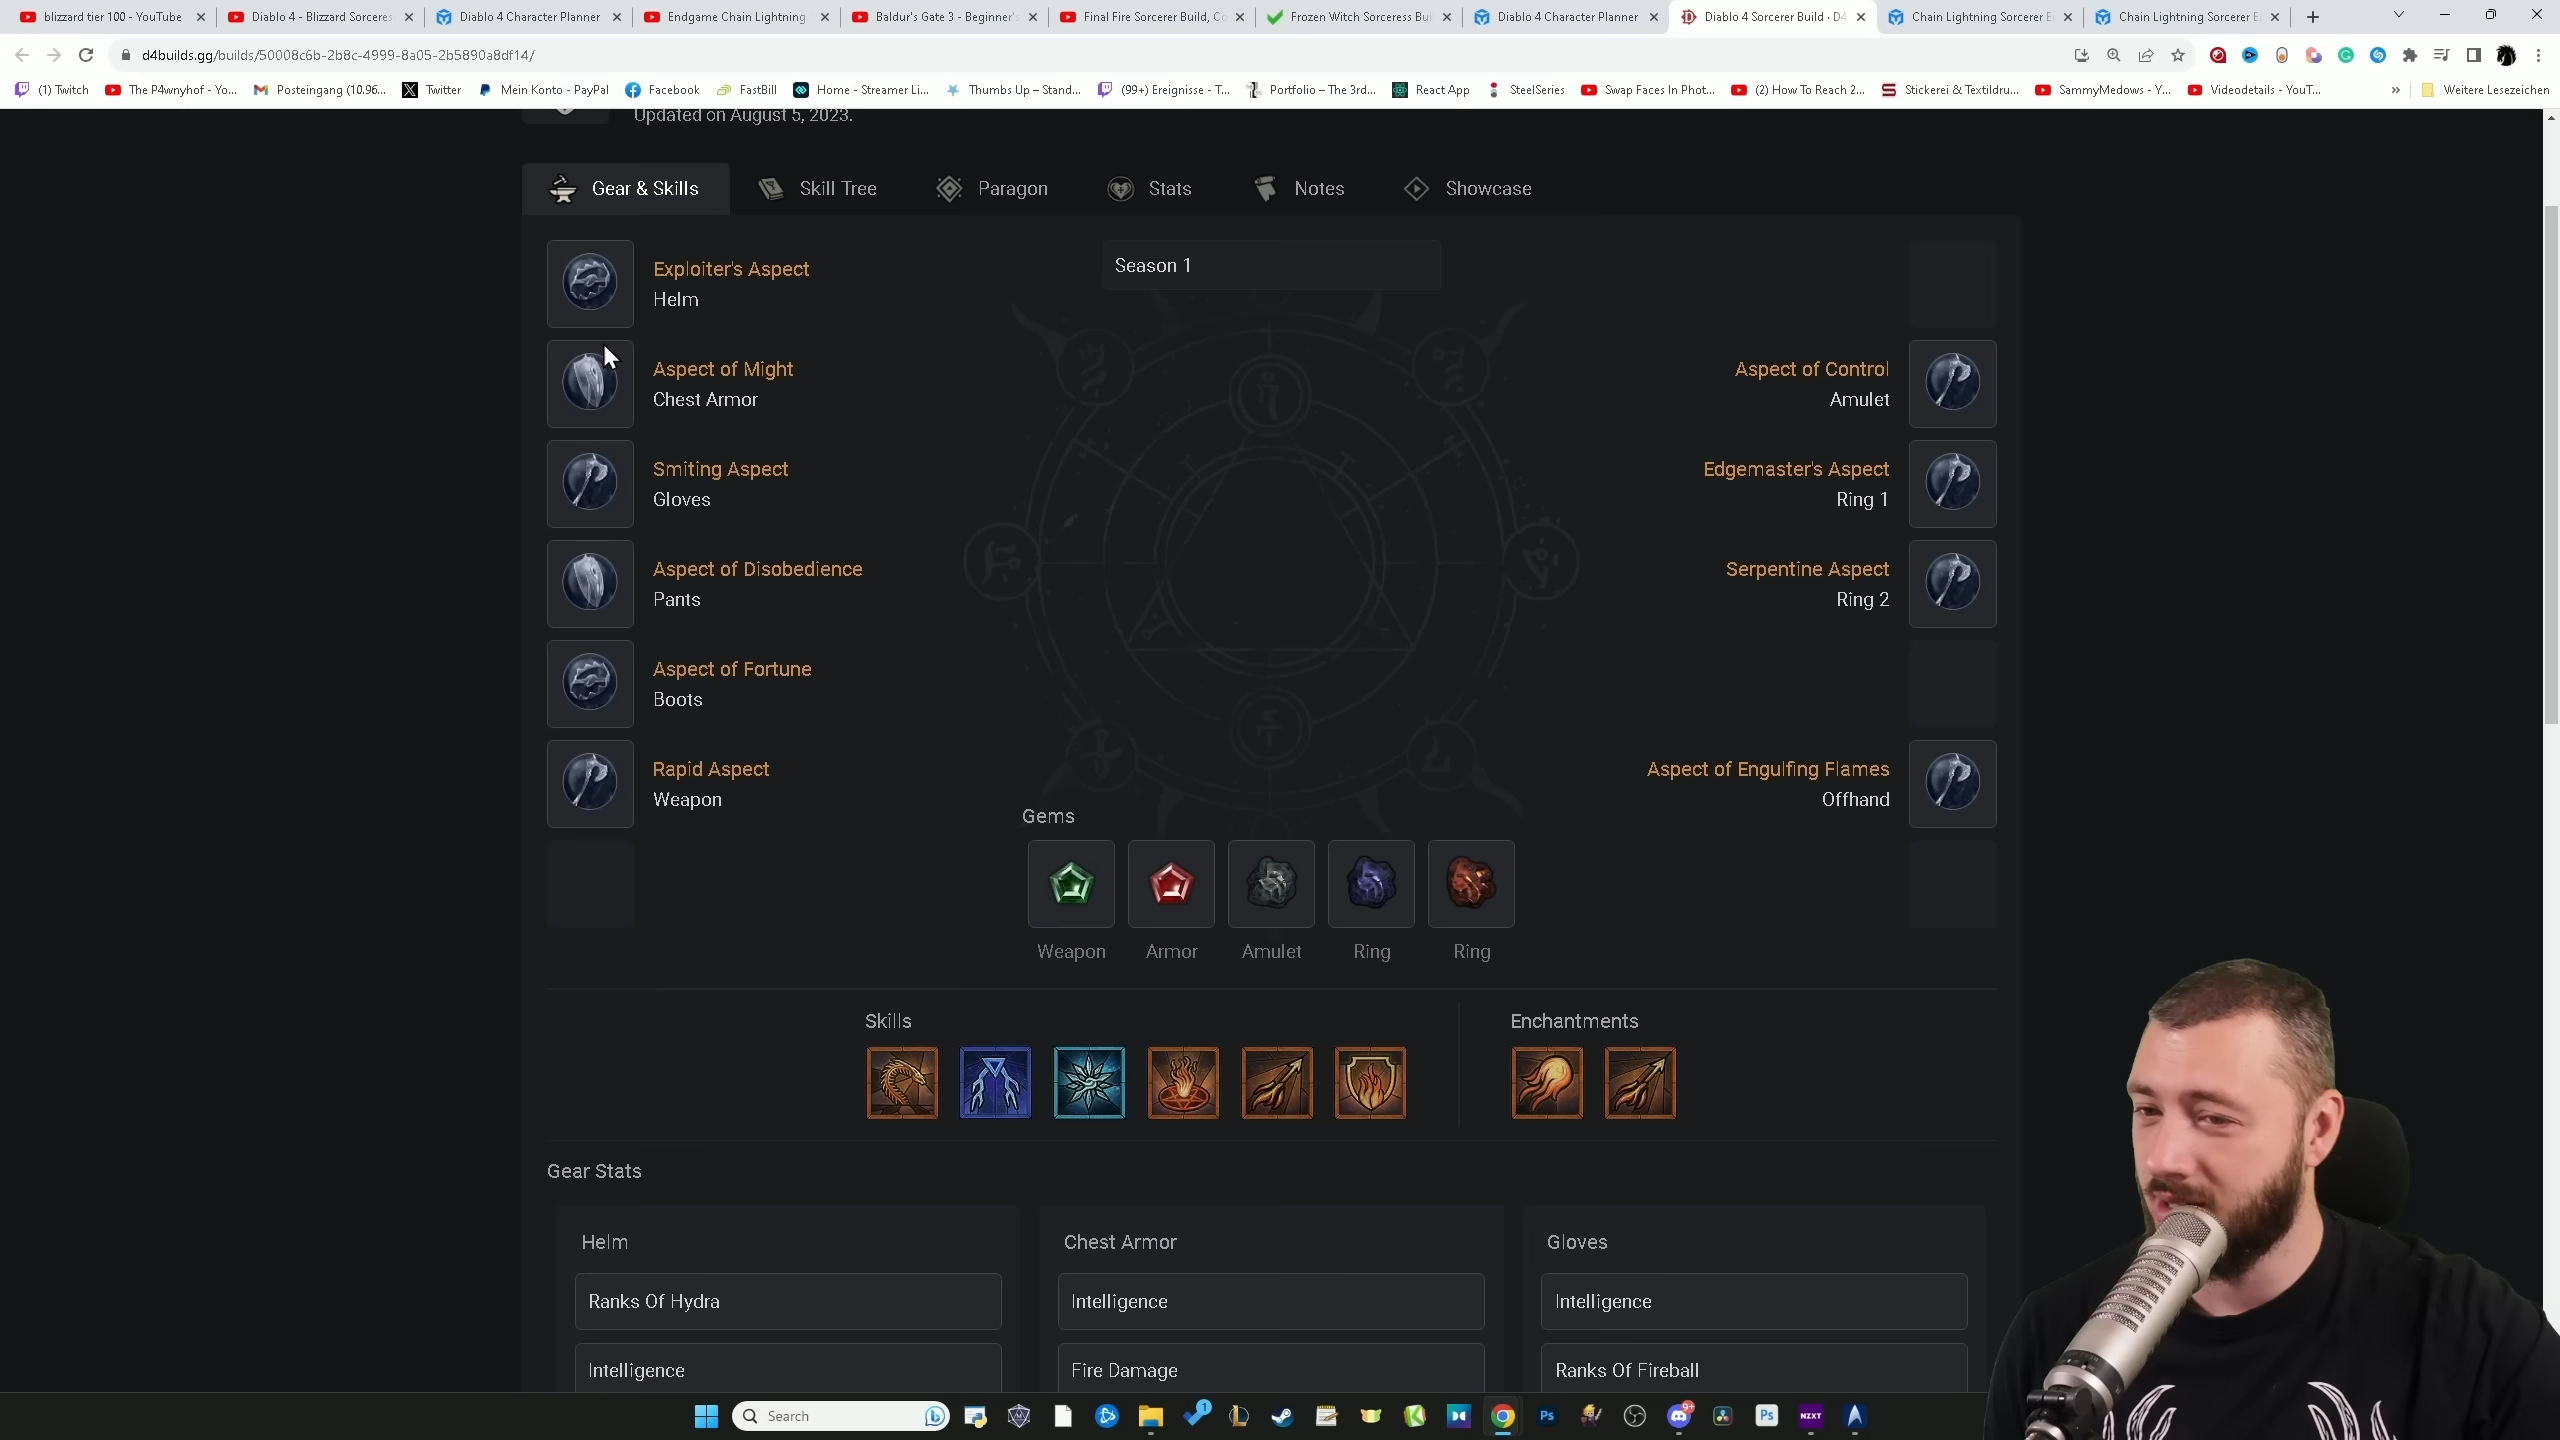 blizzard tier 100 - YouTube
Diablo 4 - Blizzard Sorceres
Diablo 4 Character Planner
Endgame Chain Lightning
Baldur's Gate 3 - Beginner's
Final Fire Sorcerer Build, Co
Frozen Witch Sorceress Bui
Diablo 4 Character Planner
Diablo 4 Sorcerer Build · D4
Chain Lightning Sorcerer E
Chain Lightning Sorcerer E
d4builds.gg/builds/50008c6b-2b8c-4999-8a05-2b5890a8df14/
(1) Twitch
The P4wnyhof - Yo...
Posteingang (10.96...
Twitter
Mein Konto - PayPal
Facebook
FastBill
Home - Streamer Li...
Thumbs Up – Stand...
(99+) Ereignisse - T...
Portfolio – The 3rd...
React App
SteelSeries
Swap Faces In Phot...
(2) How To Reach 2...
Stickerei & Textildru...
SammyMedows - Y...
Videodetails - YouT...
»
Weitere Lesezeichen
Updated on August 5, 2023.
Gear & Skills
Skill Tree
Paragon
Stats
Notes
Showcase
Season 1
Exploiter's Aspect
Helm
Aspect of Might
Chest Armor
Aspect of Control
Amulet
Smiting Aspect
Gloves
Edgemaster's Aspect
Ring 1
Aspect of Disobedience
Pants
Serpentine Aspect
Ring 2
Aspect of Fortune
Boots
Rapid Aspect
Weapon
Aspect of Engulfing Flames
Offhand
Gems
Weapon
Armor
Amulet
Ring
Ring
Skills
Enchantments
Gear Stats
Helm
Chest Armor
Gloves
Ranks Of Hydra
Intelligence
Intelligence
Intelligence
Fire Damage
Ranks Of Fireball
Search
1
Ps
9+
Ps
NZXT